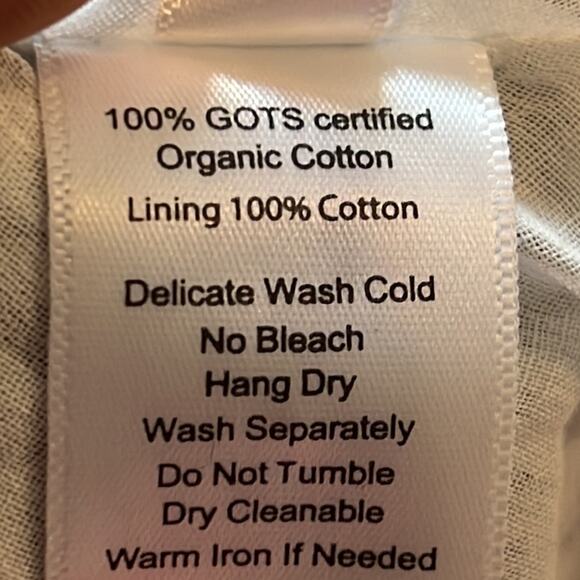 100% GOTS certified
Organic Cotton
Lining 100% Cotton
Delicate Wash Cold
No Bleach
Hang Dry
Wash Separately
Do Not Tumble
Dry Cleanable
Warm Iron If Needed